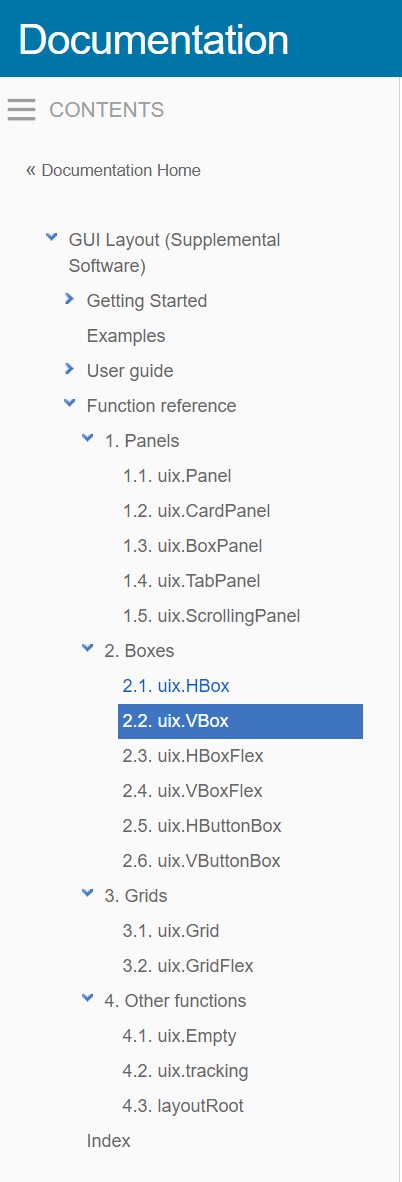 Documentation
CONTENTS
« Documentation Home
GUI Layout (Supplemental
Software)
Getting Started
Examples
User guide
Function reference
1. Panels
1.1. uix.Panel
1.2. uix.CardPanel
1.3. uix.BoxPanel
1.4. uix.TabPanel
1.5. uix.ScrollingPanel
2. Boxes
2.1. uix.HBox
2.2. uix.VBox
2.3. uix.HBoxFlex
2.4. uix.VBoxFlex
2.5. uix.HButtonBox
2.6. uix.VButtonBox
3. Grids
3.1. uix.Grid
3.2. uix.GridFlex
4. Other functions
4.1. uix.Empty
4.2. uix.tracking
4.3. layoutRoot
Index